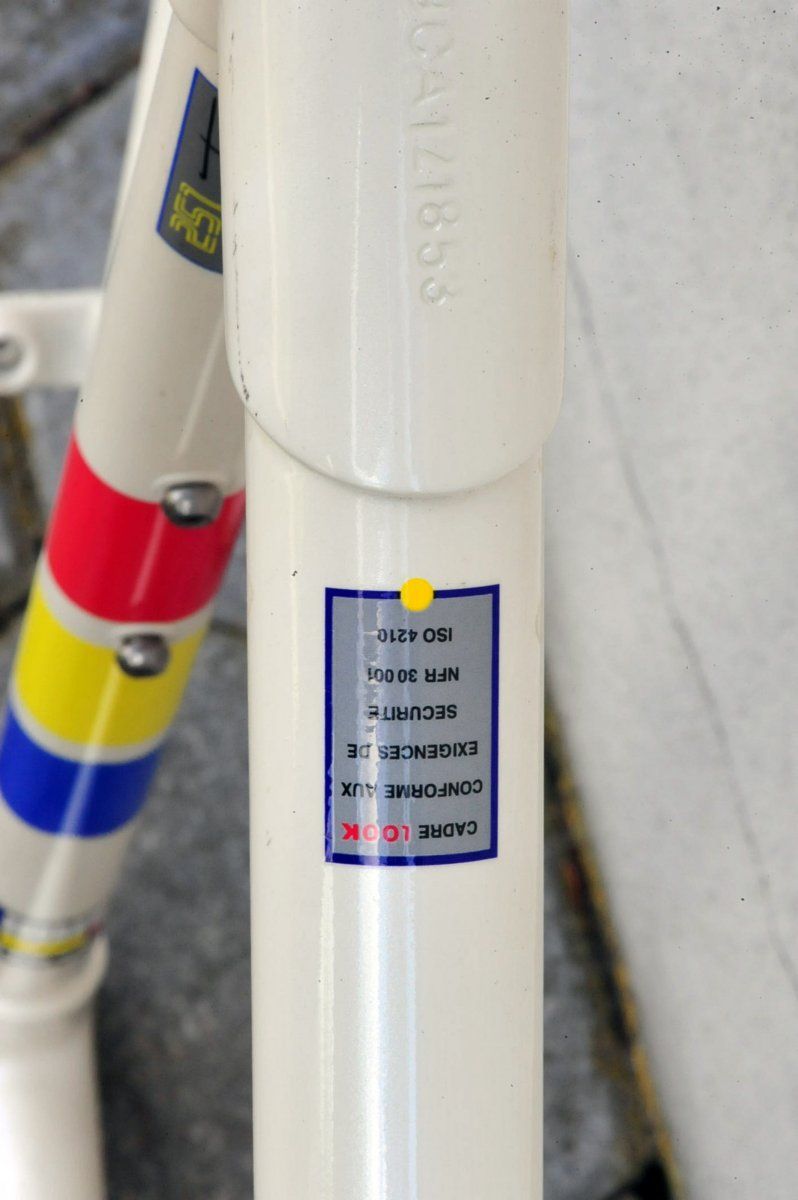 CADRE LOOK
CONFORME AUX
EXIGENCES DE
SECURITE
NFR 30 001
ISO 4210